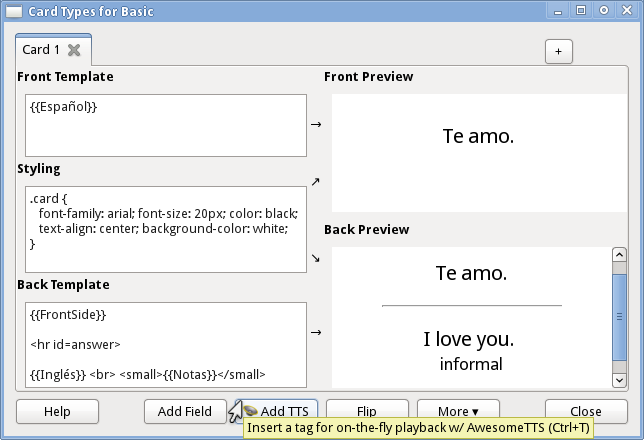 Card Types for Basic
Card 1
+
Front Template
{{Español}}
Styling
.card {
font-family: arial; font-size: 20px; color: black;
text-align: center; background-color: white;
}
Back Template
{{FrontSide}}
<hr id=answer>
{{Inglés}} <br> <small>{{Notas}}</small>
→
↗
↘
→
Front Preview
Te amo.
Back Preview
Te amo.
I love you.
informal
Help
Add Field
Add TTS
Flip
More ▾
Close
Insert a tag for on-the-fly playback w/ AwesomeTTS (Ctrl+T)